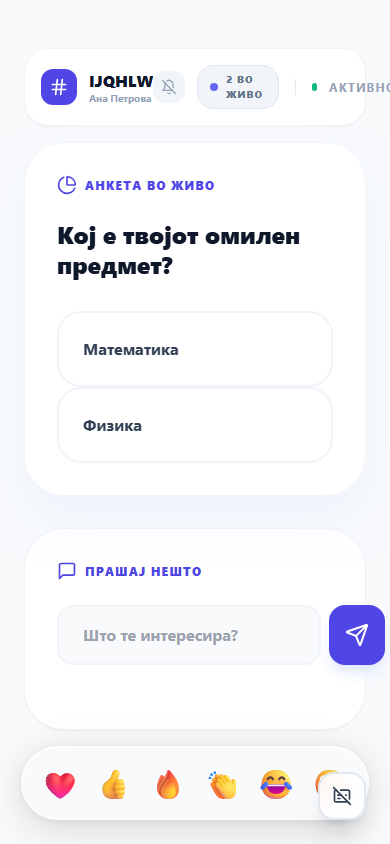 IJQHLW
Ана Петрова
2 ВО
ЖИВО
АКТИВНО
АНКЕТА ВО ЖИВО
Кој е твојот омилен
предмет?
Математика
Физика
ПРАШАЈ НЕШТО
Што те интересира?